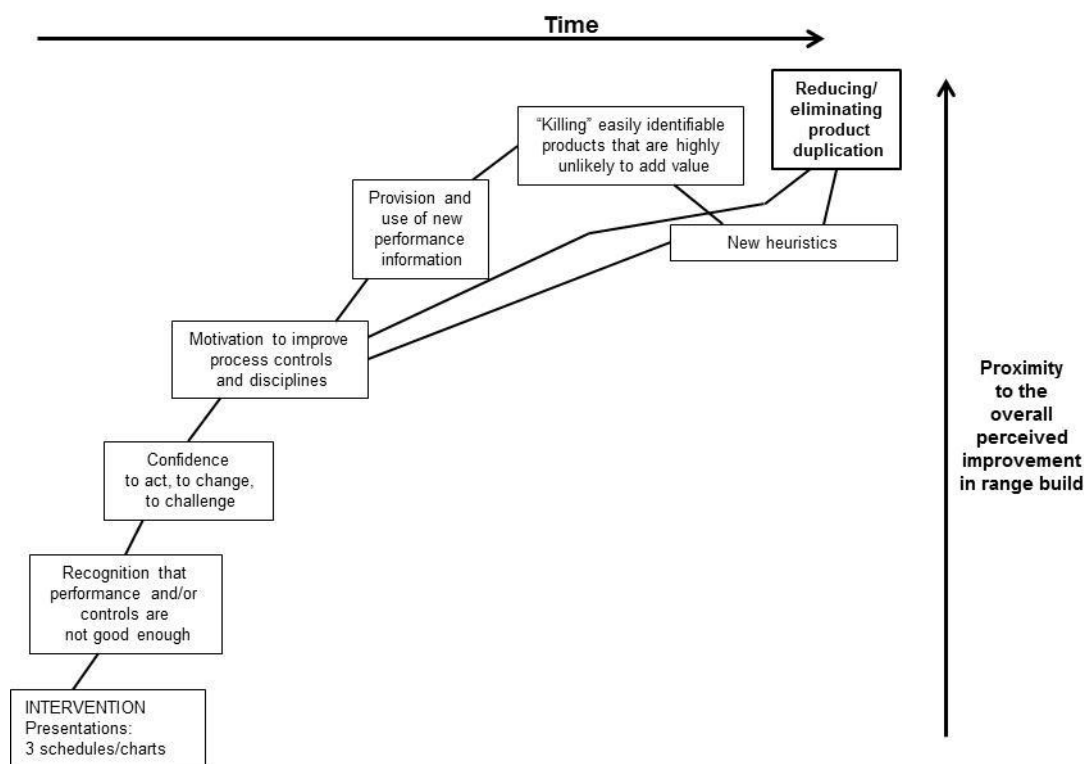 Time
Reducing/
eliminating
product
duplication
“Killing” easily identifiable
products that are highly
unlikely to add value
Provision and
use of new
performance
information
New heuristics
Motivation to improve
process controls
and disciplines
Proximity
to the
overall
perceived
improvement
in range build
Confidence
to act, to change,
to challenge
Recognition that
performance and/or
controls are
not good enough
INTERVENTION
Presentations:
3 schedules/charts